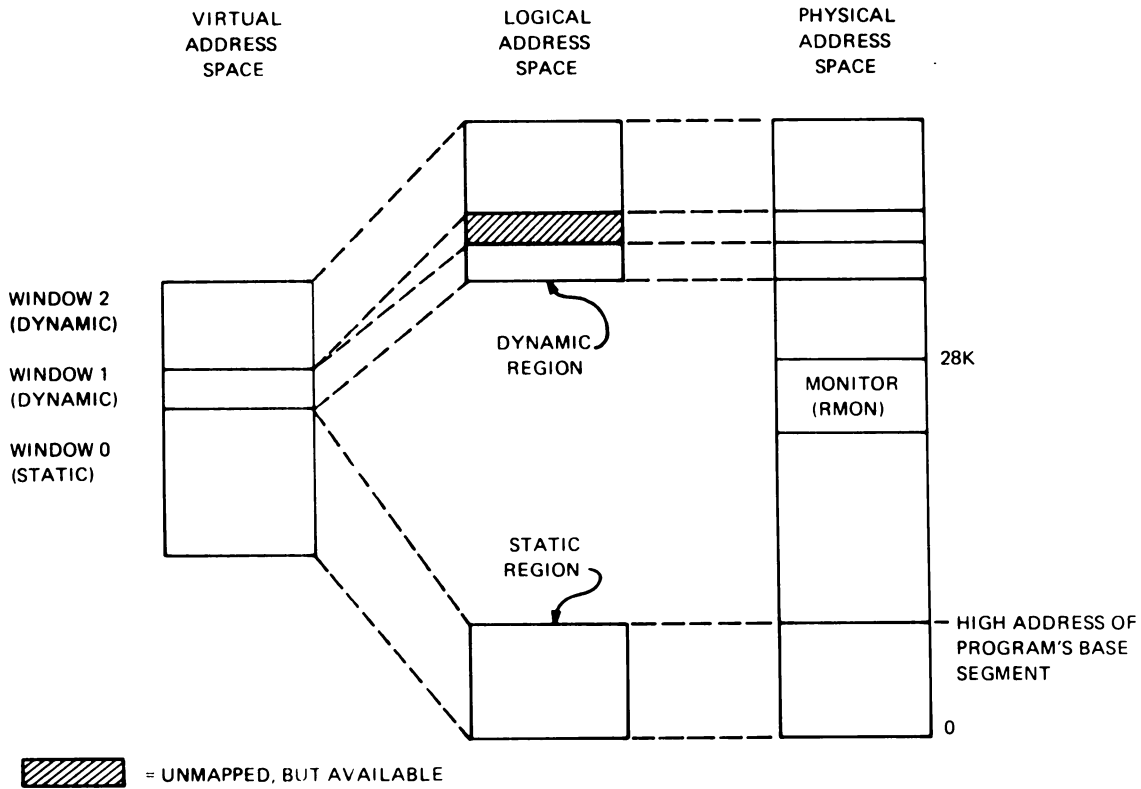 VIRTUAL
ADDRESS
SPACE
LOGICAL
ADDRESS
SPACE
PHYSICAL
ADDRESS
SPACE
WINDOW 2
(DYNAMIC)
WINDOW 1
(DYNAMIC)
WINDOW 0
(STATIC)
DYNAMIC
REGION
STATIC
REGION
28K
MONITOR
(RMON)
HIGH ADDRESS OF
PROGRAM'S BASE
SEGMENT
0
= UNMAPPED, BUT AVAILABLE